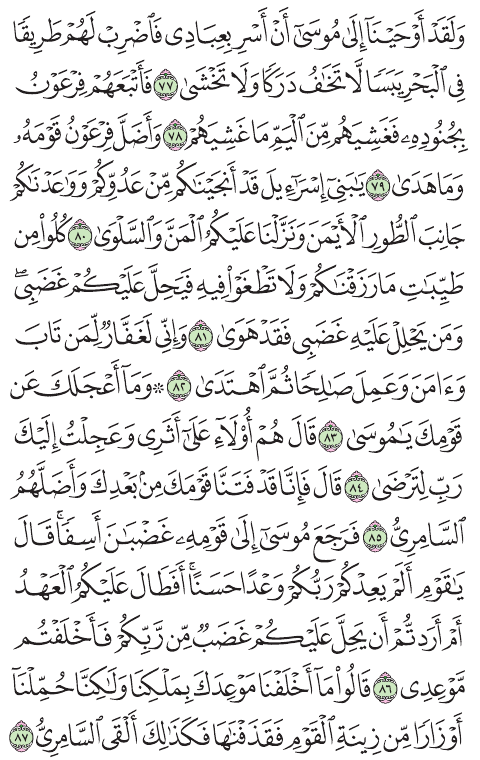 وَلَقَدۡ أَوۡحَيۡنَآ إِلَىٰ مُوسَىٰٓ أَنۡ أَسۡرِ بِعِبَادِي فَٱضۡرِبۡ لَهُمۡ طَرِيقٗا
فِي ٱلۡبَحۡرِ يَبَسٗا لَّا تَخَٰفُ دَرَكٗا وَلَا تَخۡشَىٰ ٧٧ فَأَتۡبَعَهُمۡ فِرۡعَوۡنُ
بِجُنُودِهِۦ فَغَشِيَهُم مِّنَ ٱلۡيَمِّ مَا غَشِيَهُمۡ ٧٨ وَأَضَلَّ فِرۡعَوۡنُ قَوۡمَهُۥ
وَمَا هَدَىٰ ٧٩ يَٰبَنِيٓ إِسۡرَٰٓءِيلَ قَدۡ أَنجَيۡنَٰكُم مِّنۡ عَدُوِّكُمۡ وَوَٰعَدۡنَٰكُمۡ
جَانِبَ ٱلطُّورِ ٱلۡأَيۡمَنَ وَنَزَّلۡنَا عَلَيۡكُمُ ٱلۡمَنَّ وَٱلسَّلۡوَىٰ ٨٠ كُلُواْ مِن
طَيِّبَٰتِ مَا رَزَقۡنَٰكُمۡ وَلَا تَطۡغَوۡاْ فِيهِ فَيَحِلَّ عَلَيۡكُمۡ غَضَبِيۖ
وَمَن يَحۡلِلۡ عَلَيۡهِ غَضَبِي فَقَدۡ هَوَىٰ ٨١ وَإِنِّي لَغَفَّارٞ لِّمَن تَابَ
وَءَامَنَ وَعَمِلَ صَٰلِحٗا ثُمَّ ٱهۡتَدَىٰ ٨٢ ۞ وَمَآ أَعۡجَلَكَ عَن
قَوۡمِكَ يَٰمُوسَىٰ ٨٣ قَالَ هُمۡ أُوْلَآءِ عَلَىٰٓ أَثَرِي وَعَجِلۡتُ إِلَيۡكَ
رَبِّ لِتَرۡضَىٰ ٨٤ قَالَ فَإِنَّا قَدۡ فَتَنَّا قَوۡمَكَ مِنۢ بَعۡدِكَ وَأَضَلَّهُمُ
ٱلسَّامِرِيُّ ٨٥ فَرَجَعَ مُوسَىٰٓ إِلَىٰ قَوۡمِهِۦ غَضۡبَٰنَ أَسِفٗاۚ قَالَ
يَٰقَوۡمِ أَلَمۡ يَعِدۡكُمۡ رَبُّكُمۡ وَعۡدًا حَسَنًاۚ أَفَطَالَ عَلَيۡكُمُ ٱلۡعَهۡدُ
أَمۡ أَرَدتُّمۡ أَن يَحِلَّ عَلَيۡكُمۡ غَضَبٞ مِّن رَّبِّكُمۡ فَأَخۡلَفۡتُم
مَّوۡعِدِي ٨٦ قَالُواْ مَآ أَخۡلَفۡنَا مَوۡعِدَكَ بِمَلۡكِنَا وَلَٰكِنَّا حُمِّلۡنَآ
أَوۡزَارٗا مِّن زِينَةِ ٱلۡقَوۡمِ فَقَذَفۡنَٰهَا فَكَذَٰلِكَ أَلۡقَى ٱلسَّامِرِيُّ ٨٧